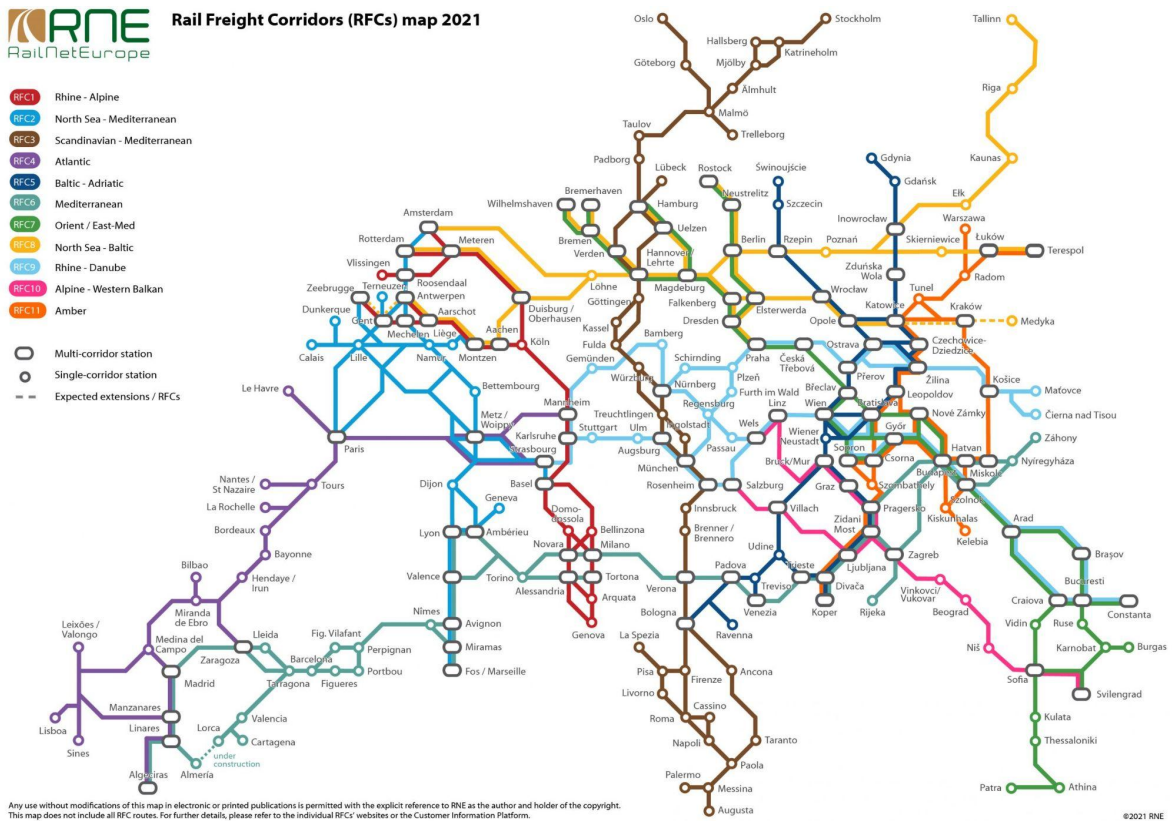 RNE
RailNetEurope
Rail Freight Corridors (RFCs) map 2021
RFC1 Rhine - Alpine
RFC2 North Sea - Mediterranean
RFC3 Scandinavian - Mediterranean
RFC4 Atlantic
RFC5 Baltic - Adriatic
RFC6 Mediterranean
RFC7 Orient / East-Med
RFC8 North Sea - Baltic
RFC9 Rhine - Danube
RFC10 Alpine - Western Balkan
RFC11 Amber
Multi-corridor station
Single-corridor station
Expected extensions / RFCs
Oslo
Stockholm
Tallinn
Hallsberg
Katrineholm
Göteborg
Mjölby
Älmhult
Riga
Malmö
Taulov
Trelleborg
Padborg
Gdynia
Kaunas
Lübeck
Rostock
Świnoujście
Gdańsk
Bremerhaven
Neustrelitz
Ełk
Wilhelmshaven
Hamburg
Szczecin
Inowrocław
Warszawa
Amsterdam
Uelzen
Bremen
Rotterdam
Meteren
Verden
Hannover/
Lehrte
Berlin
Rzepin
Poznań
Skierniewice
Łuków
Terespol
Vlissingen
Roosendaal
Löhne
Magdeburg
Zduńska
Wola
Radom
Zeebrugge
Terneuzen
Antwerpen
Göttingen
Falkenberg
Wrocław
Tunel
Dunkerque
Gent
Aarschot
Duisburg /
Oberhausen
Elsterwerda
Katowice
Kraków
Mechelen
Liège
Aachen
Kassel
Dresden
Opole
Medyka
Calais
Lille
Namur
Montzen
Köln
Fulda
Bamberg
Praha
Česká
Třebová
Ostrava
Czechowice-
Dziedzice
Gemünden
Schirnding
Würzburg
Nürnberg
Plzeň
Přerov
Žilina
Košice
Maťovce
Le Havre
Bettembourg
Furth im Wald
Břeclav
Leopoldov
Regensburg
Linz
Wien
Bratislava
Nové Zámky
Čierna nad Tisou
Metz /
Woippy
Mannheim
Treuchtlingen
Ingolstadt
Wels
Wiener
Neustadt
Győr
Karlsruhe
Stuttgart
Ulm
Augsburg
Passau
Sopron
Hatvan
Záhony
Paris
Strasbourg
München
Bruck/Mur
Csorna
Budapest
Miskolc
Nyíregyháza
Nantes /
St Nazaire
Tours
Dijon
Basel
Rosenheim
Salzburg
Graz
Szombathely
Szolnok
La Rochelle
Geneva
Domo-
dossola
Innsbruck
Villach
Pragersko
Kiskunhalas
Arad
Bordeaux
Lyon
Ambérieu
Bellinzona
Brenner /
Brennero
Zidani
Most
Kelebia
Bayonne
Novara
Milano
Udine
Ljubljana
Zagreb
Brașov
Bilbao
Hendaye /
Irun
Valence
Torino
Tortona
Verona
Padova
Trieste
Alessandria
Treviso
Divača
Vinkovci/
Vukovar
Bucuresti
Miranda
de Ebro
Arquata
Venezia
Koper
Rijeka
Beograd
Craiova
Constanta
Leixões /
Valongo
Nîmes
Avignon
Genova
Bologna
Ravenna
Vidin
Ruse
Medina del
Campo
Lleida
Fig. Vilafant
La Spezia
Niš
Karnobat
Burgas
Zaragoza
Barcelona
Perpignan
Miramas
Madrid
Tarragona
Figueres
Portbou
Fos / Marseille
Pisa
Firenze
Ancona
Sofia
Svilengrad
Manzanares
Livorno
Lisboa
Linares
Lorca
Valencia
Roma
Cassino
Kulata
Sines
Cartagena
Napoli
Taranto
Thessaloniki
under
construction
Algeciras
Almería
Palermo
Paola
Messina
Patra
Athina
Augusta
Any use without modifications of this map in electronic or printed publications is permitted with the explicit reference to RNE as the author and holder of the copyright.
This map does not include all RFC routes. For further details, please refer to the individual RFCs' websites or the Customer Information Platform.
©2021 RNE